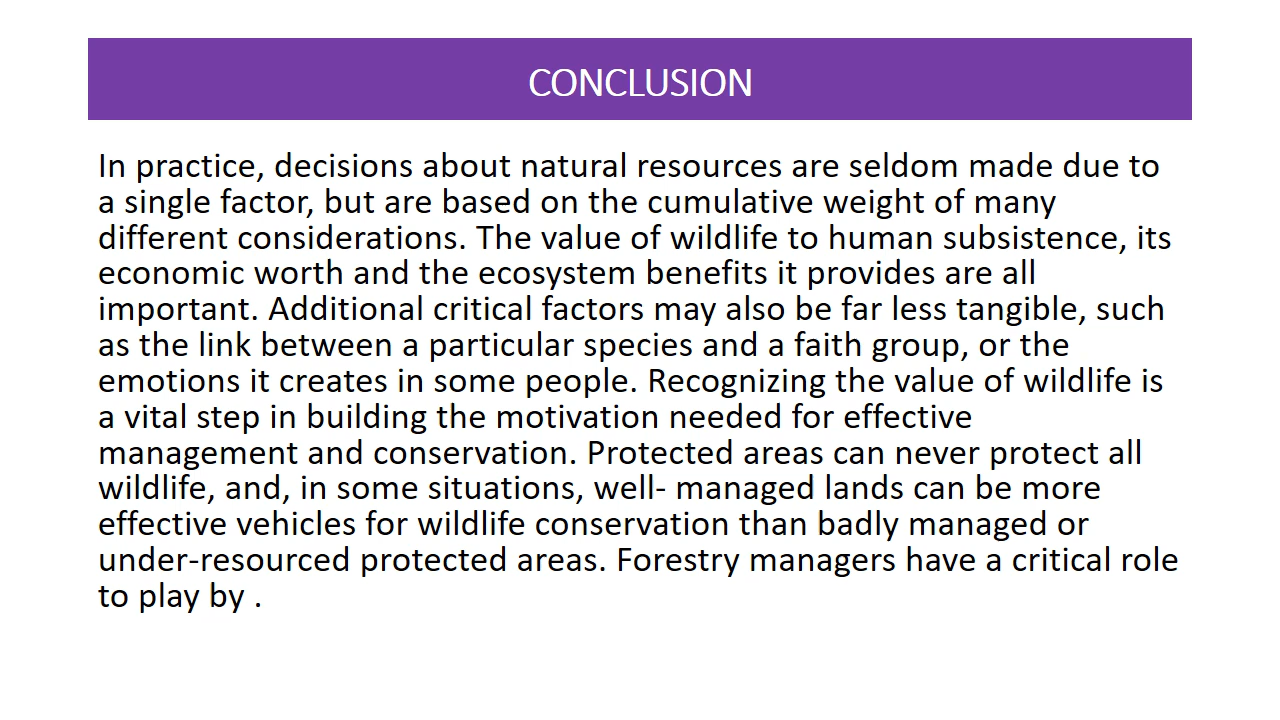 CONCLUSION
In practice, decisions about natural resources are seldom made due to
a single factor, but are based on the cumulative weight of many
different considerations. The value of wildlife to human subsistence, its
economic worth and the ecosystem benefits it provides are all
important. Additional critical factors may also be far less tangible, such
as the link between a particular species and a faith group, or the
emotions it creates in some people. Recognizing the value of wildlife is
a vital step in building the motivation needed for effective
management and conservation. Protected areas can never protect all
wildlife, and, in some situations, well- managed lands can be more
effective vehicles for wildlife conservation than badly managed or
under-resourced protected areas. Forestry managers have a critical role
to play by .